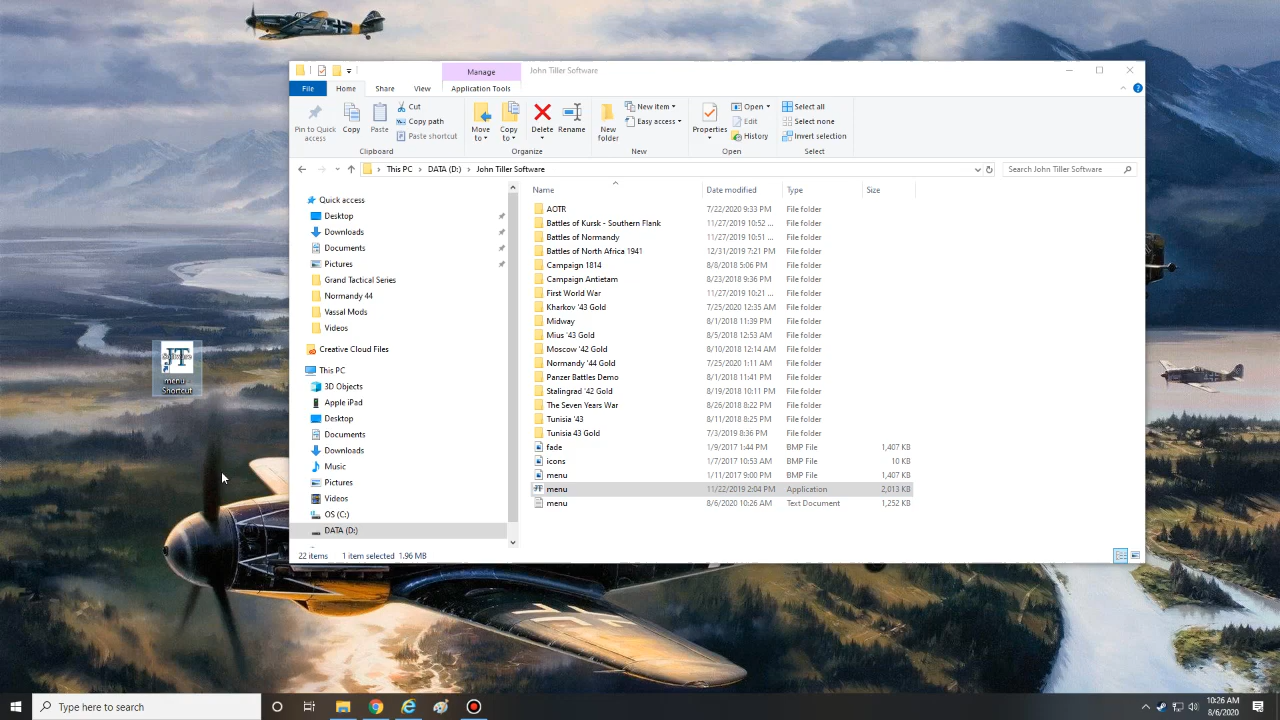 Manage
John Tiller Software
File
Home
Share
View
Application Tools
Pin to Quick access
Copy
Paste
Cut
Copy path
Paste shortcut
Move to
Copy to
Delete
Rename
New folder
New item
Easy access
Properties
Open
Edit
History
Select all
Select none
Invert selection
Clipboard
Organize
New
Open
Select
This PC
DATA (D:)
John Tiller Software
Search John Tiller Software
Name
Date modified
Type
Size
Quick access
Desktop
Downloads
Documents
Pictures
Grand Tactical Series
Normandy 44
Vassal Mods
Videos
Creative Cloud Files
This PC
3D Objects
Apple iPad
Desktop
Documents
Downloads
Music
Pictures
Videos
OS (C:)
DATA (D:)
AOTR 7/22/2020 9:33 PM File folder
Battles of Kursk - Southern Flank 11/27/2019 10:52 ... File folder
Battles of Normandy 11/27/2019 10:51 ... File folder
Battles of North Africa 1941 12/31/2019 7:21 PM File folder
Campaign 1814 8/8/2018 5:06 PM File folder
Campaign Antietam 8/23/2018 9:36 PM File folder
First World War 11/27/2019 10:21 ... File folder
Kharkov '43 Gold 7/25/2020 12:35 AM File folder
Midway 8/1/2018 11:39 PM File folder
Mius '43 Gold 8/5/2018 12:53 AM File folder
Moscow '42 Gold 8/10/2018 12:14 AM File folder
Normandy '44 Gold 7/25/2020 1:11 AM File folder
Panzer Battles Demo 8/1/2018 11:41 PM File folder
Stalingrad '42 Gold 8/19/2018 10:11 PM File folder
The Seven Years War 8/26/2018 8:22 PM File folder
Tunisia '43 8/11/2018 8:25 PM File folder
Tunisia 43 Gold 7/3/2019 8:36 PM File folder
fade 1/9/2017 1:44 PM BMP File 1,407 KB
icons 1/7/2017 10:53 AM BMP File 10 KB
menu 1/11/2017 9:00 PM BMP File 1,407 KB
menu 11/22/2019 2:04 PM Application 2,013 KB
menu 8/6/2020 10:26 AM Text Document 1,252 KB
22 items 1 item selected 1.96 MB
JT
Software
menu -
Shortcut
Type here to search
10:26 AM
8/6/2020